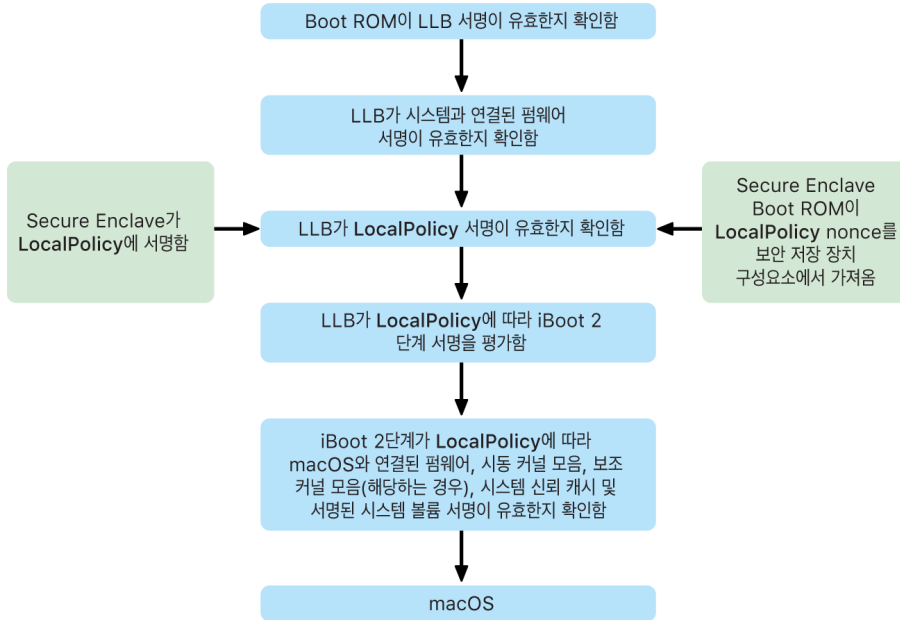 Boot ROM이 LLB 서명이 유효한지 확인함
LLB가 시스템과 연결된 펌웨어
서명이 유효한지 확인함
Secure Enclave가
LocalPolicy에 서명함
LLB가 LocalPolicy 서명이 유효한지 확인함
Secure Enclave
Boot ROM이
LocalPolicy nonce를
보안 저장 장치
구성요소에서 가져옴
LLB가 LocalPolicy에 따라 iBoot 2
단계 서명을 평가함
iBoot 2단계가 LocalPolicy에 따라
macOS와 연결된 펌웨어, 시동 커널 모음, 보조
커널 모음(해당하는 경우), 시스템 신뢰 캐시 및
서명된 시스템 볼륨 서명이 유효한지 확인함
macOS